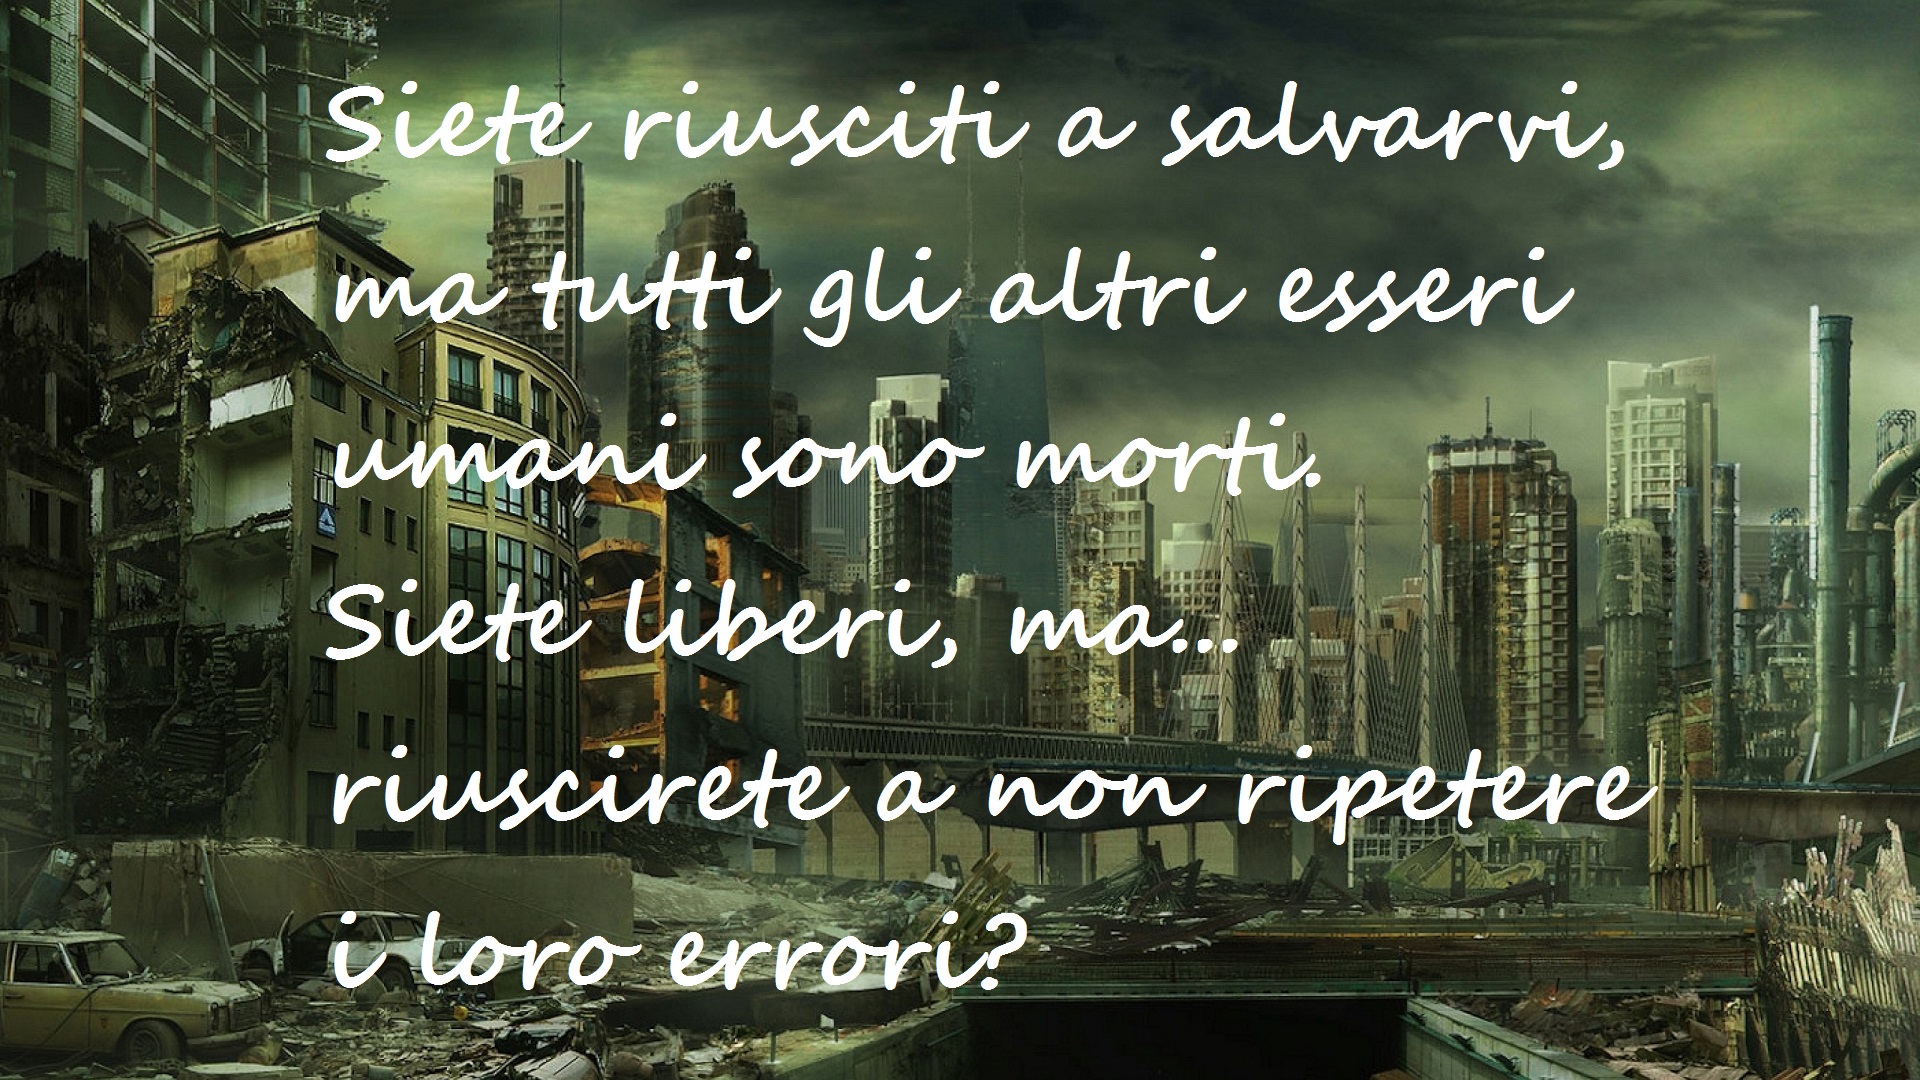 Siete riusciti a salvarvi,
ma tutti gli altri esseri
umani sono morti.
Siete liberi, ma...
riuscirete a non ripetere
i loro errori?